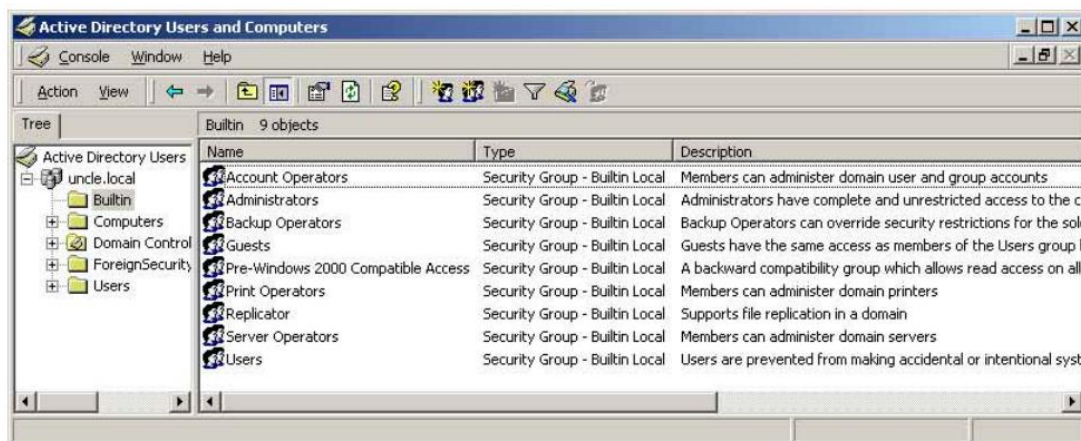 Active Directory Users and Computers
Console Window Help
Action View
Tree
Builtin 9 objects
Active Directory Users
uncle.local
Builtin
Computers
Domain Control
ForeignSecurity
Users
Name Type Description
Account Operators Security Group - Builtin Local Members can administer domain user and group accounts
Administrators Security Group - Builtin Local Administrators have complete and unrestricted access to the c
Backup Operators Security Group - Builtin Local Backup Operators can override security restrictions for the sol
Guests Security Group - Builtin Local Guests have the same access as members of the Users group
Pre-Windows 2000 Compatible Access Security Group - Builtin Local A backward compatibility group which allows read access on all
Print Operators Security Group - Builtin Local Members can administer domain printers
Replicator Security Group - Builtin Local Supports file replication in a domain
Server Operators Security Group - Builtin Local Members can administer domain servers
Users Security Group - Builtin Local Users are prevented from making accidental or intentional syst